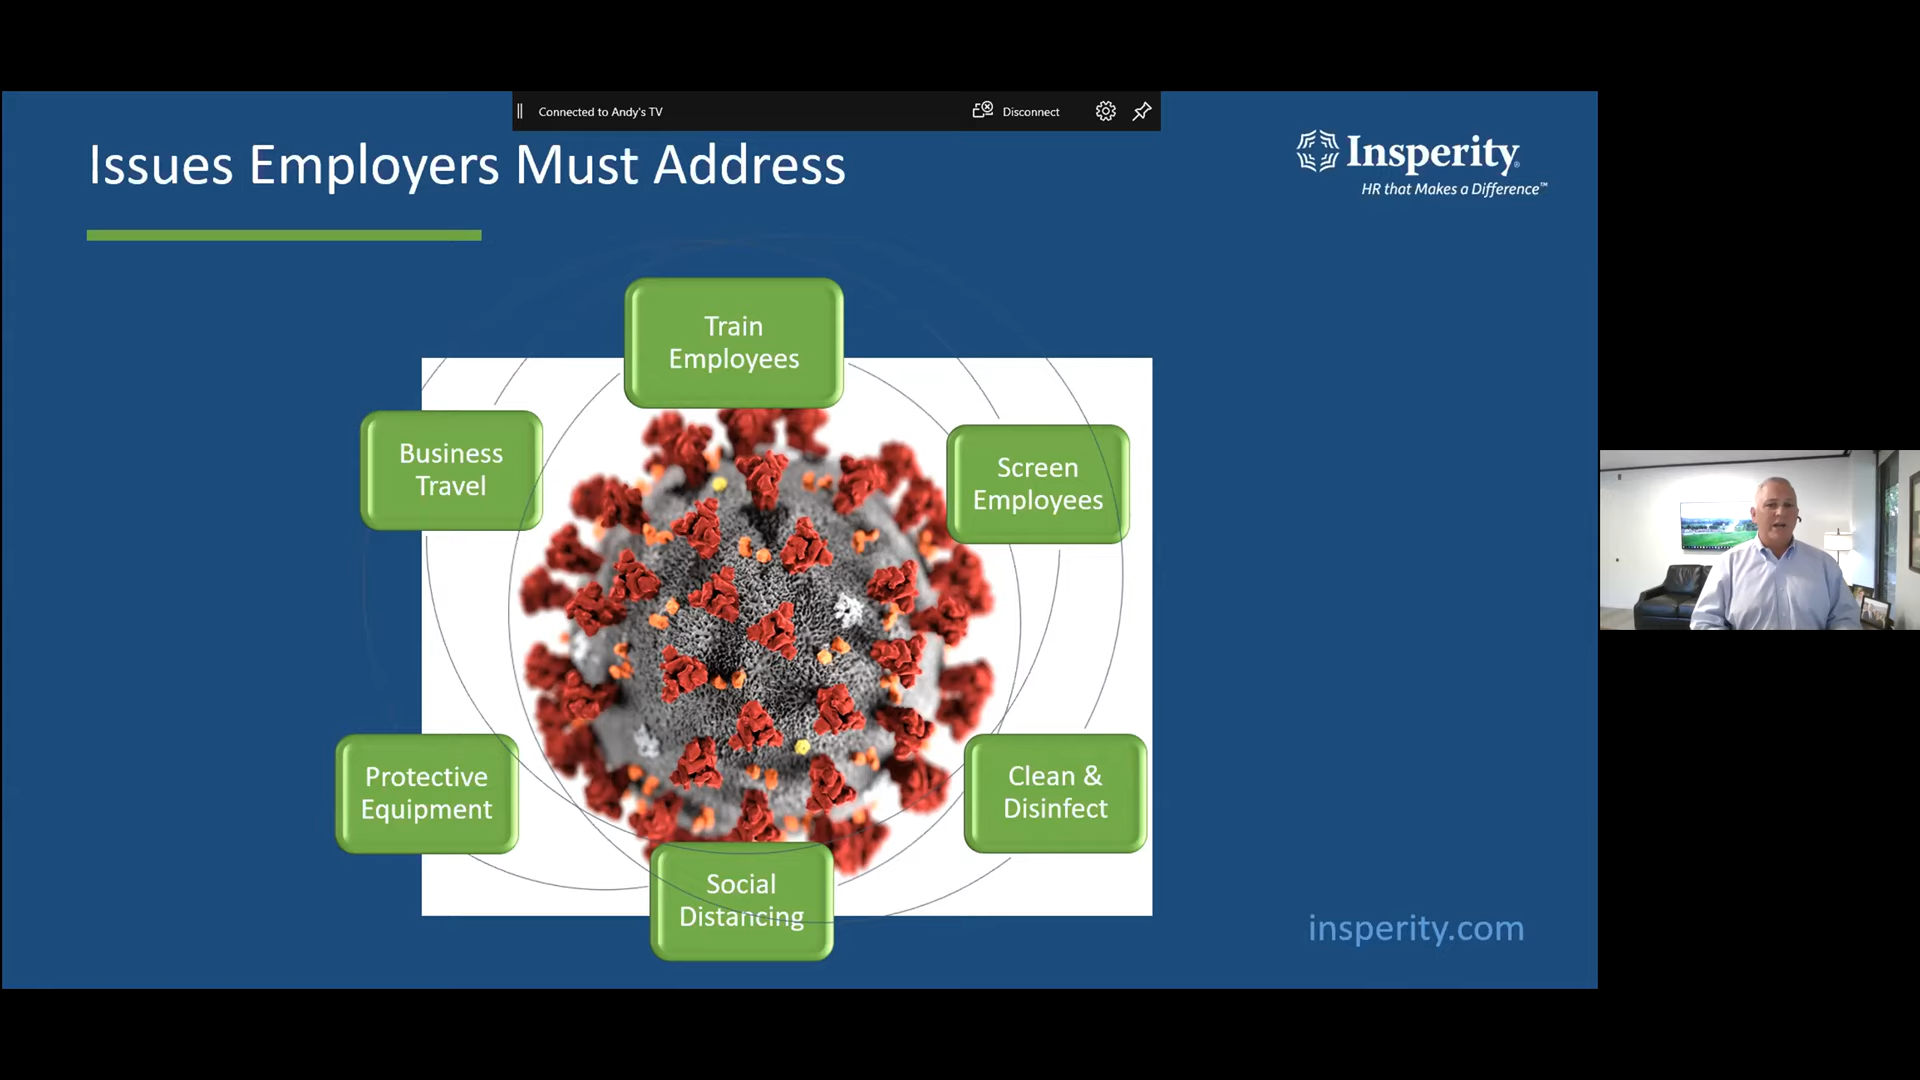 Connected to Andy's TV
Disconnect
Issues Employers Must Address
Insperity
HR that Makes a Difference™
Train
Employees
Business
Travel
Screen
Employees
Protective
Equipment
Clean &
Disinfect
Social
Distancing
insperity.com